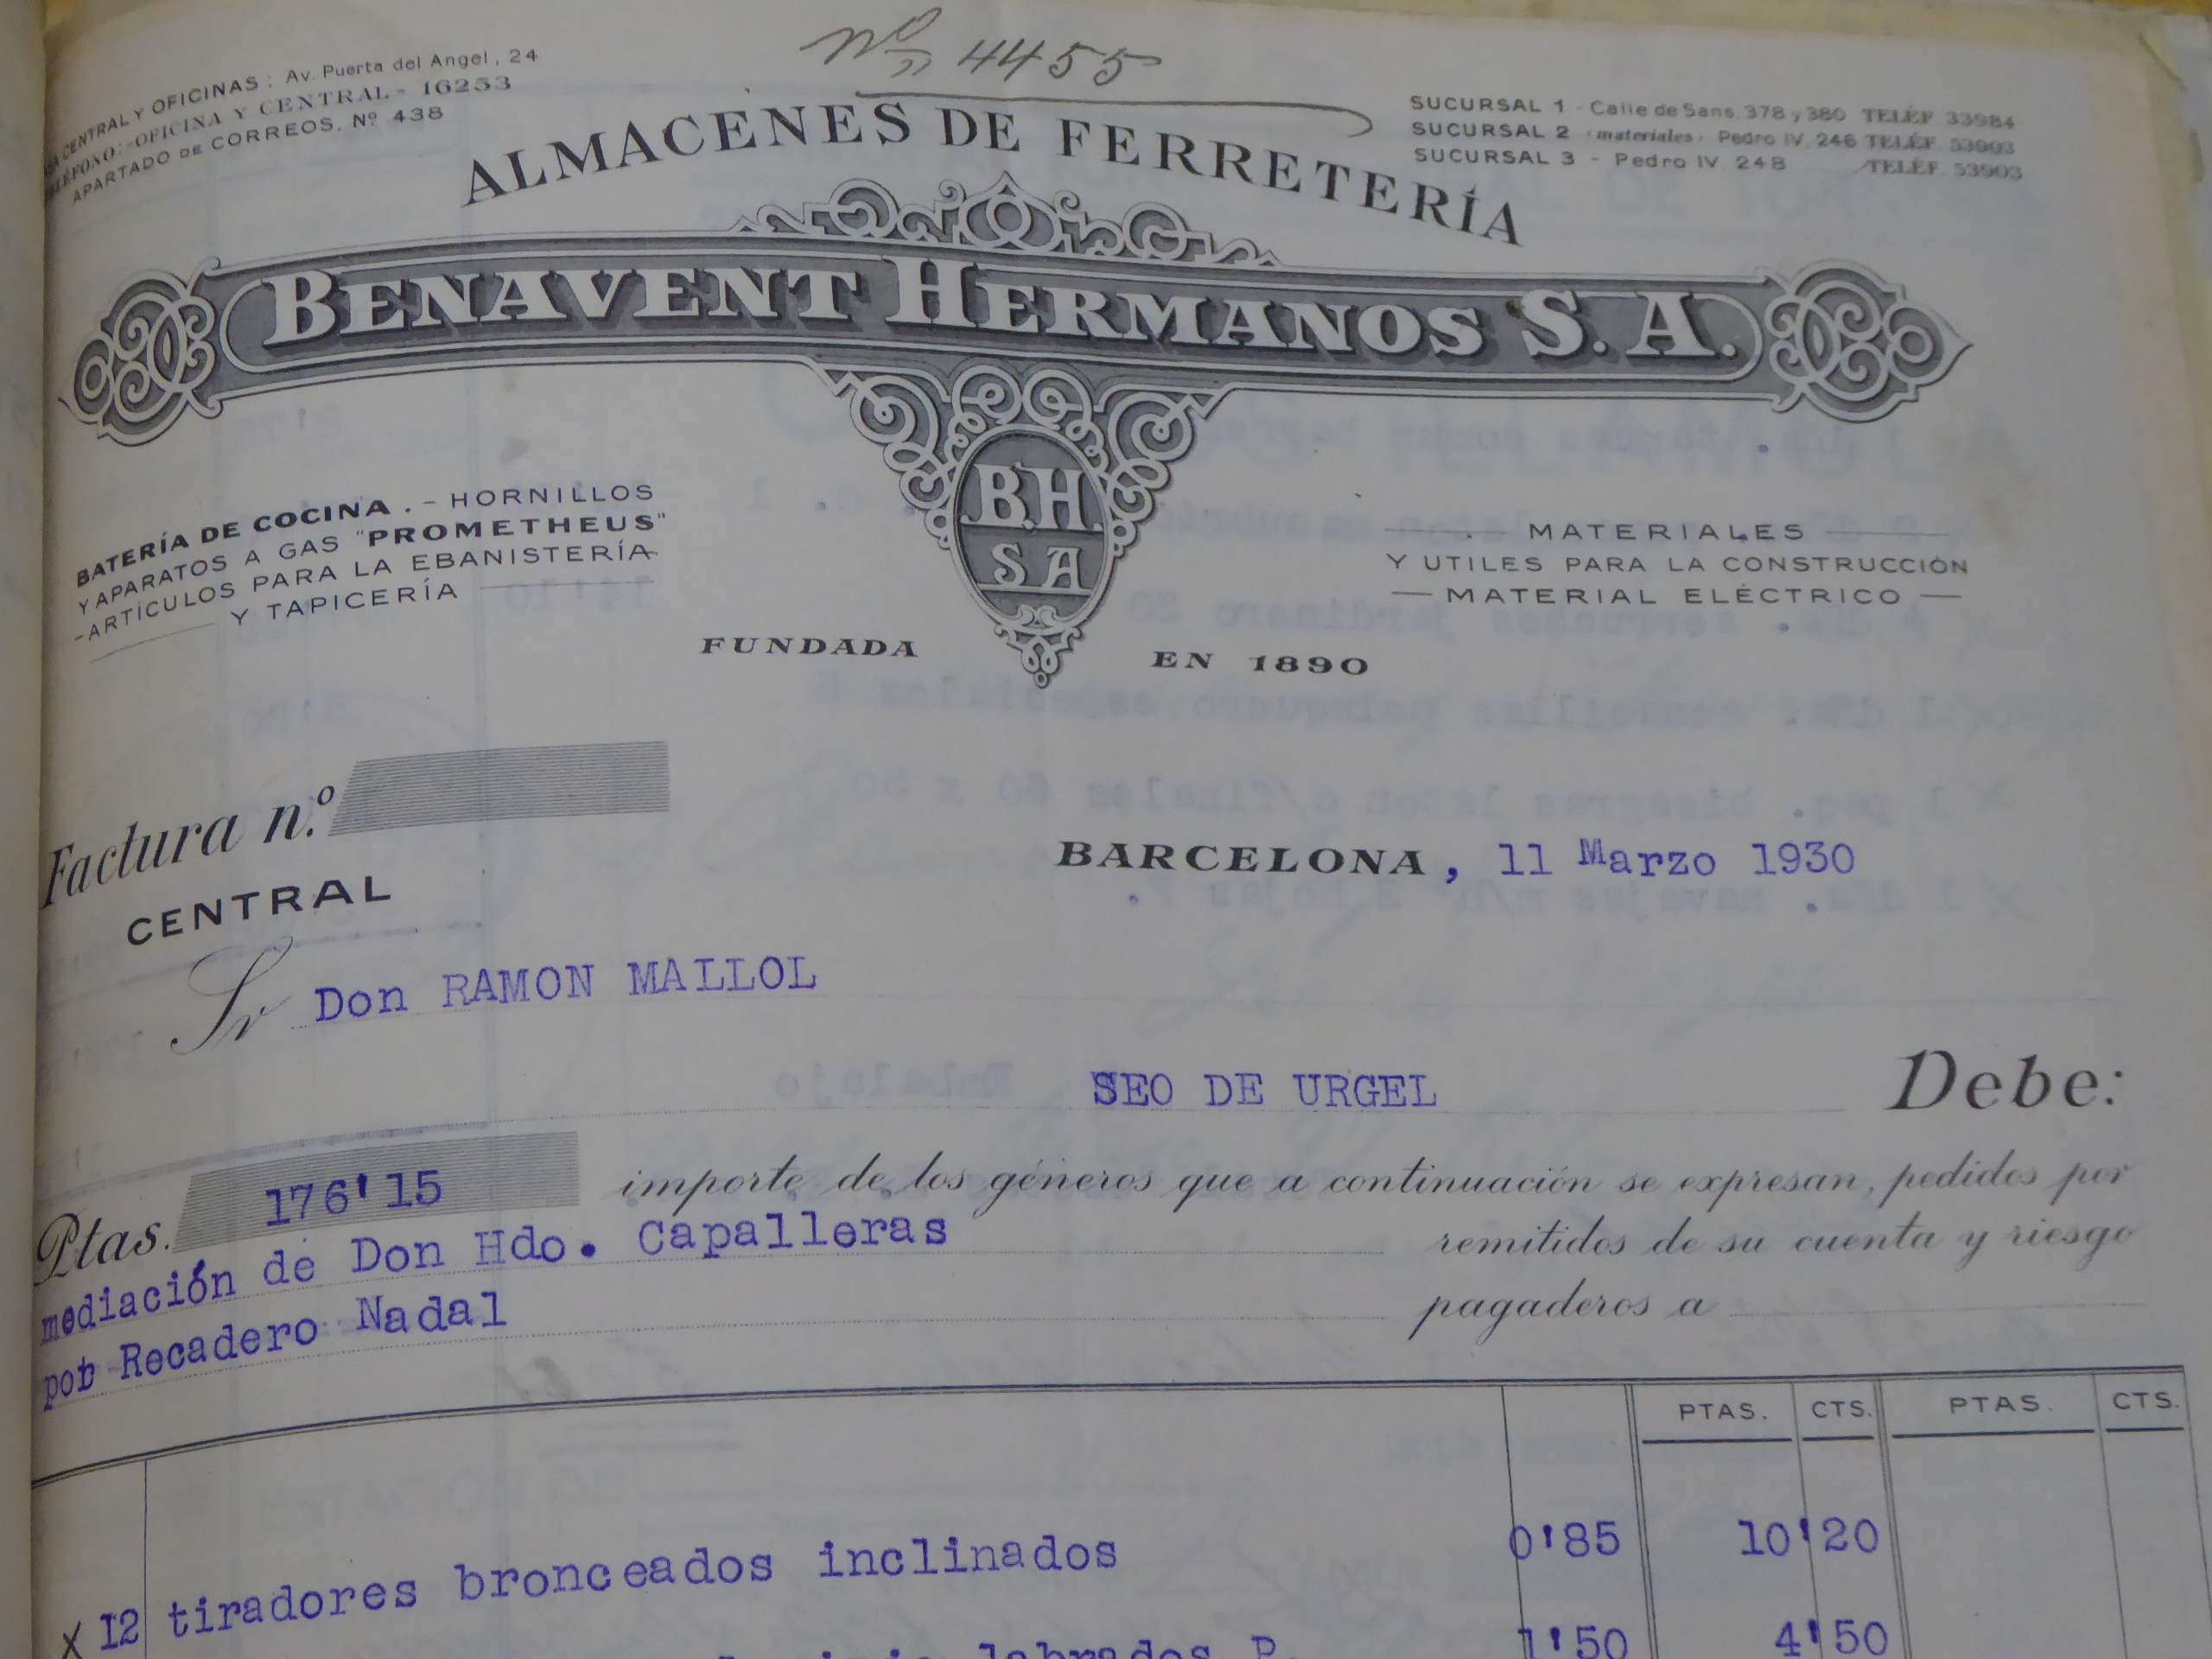 Nº 4455
CENTRAL Y OFICINAS: Av. Puerta del Angel, 24
TELÉFONO:-OFICINA Y CENTRAL - 16253
APARTADO DE CORREOS, Nº 438
SUCURSAL 1 - Calle de Sans, 378 y 380 TELÉF 33984
SUCURSAL 2 (materiales) Pedro IV, 246 TELÉF. 53903
SUCURSAL 3 - Pedro IV, 248 TELÉF. 53903
ALMACENES DE FERRETERÍA
BENAVENT HERMANOS S. A.
B.H.
S A
BATERÍA DE COCINA . - HORNILLOS
Y APARATOS A GAS "PROMETHEUS"
-ARTÍCULOS PARA LA EBANISTERÍA-
Y TAPICERÍA
MATERIALES
Y UTILES PARA LA CONSTRUCCIÓN
MATERIAL ELÉCTRICO
FUNDADA EN 1890
Factura n.º
CENTRAL
BARCELONA, 11 Marzo 1930
Sr Don RAMON MALLOL
SEO DE URGEL Debe:
Ptas. 176'15 importe de los géneros que a continuación se expresan, pedidos por
mediación de Don Hdo. Capalleras remitidos de su cuenta y riesgo
por Recadero Nadal pagaderos a
PTAS. CTS. PTAS. CTS.
x 12 tiradores bronceados inclinados 0'85 10'20
labrados P. 1'50 4'50